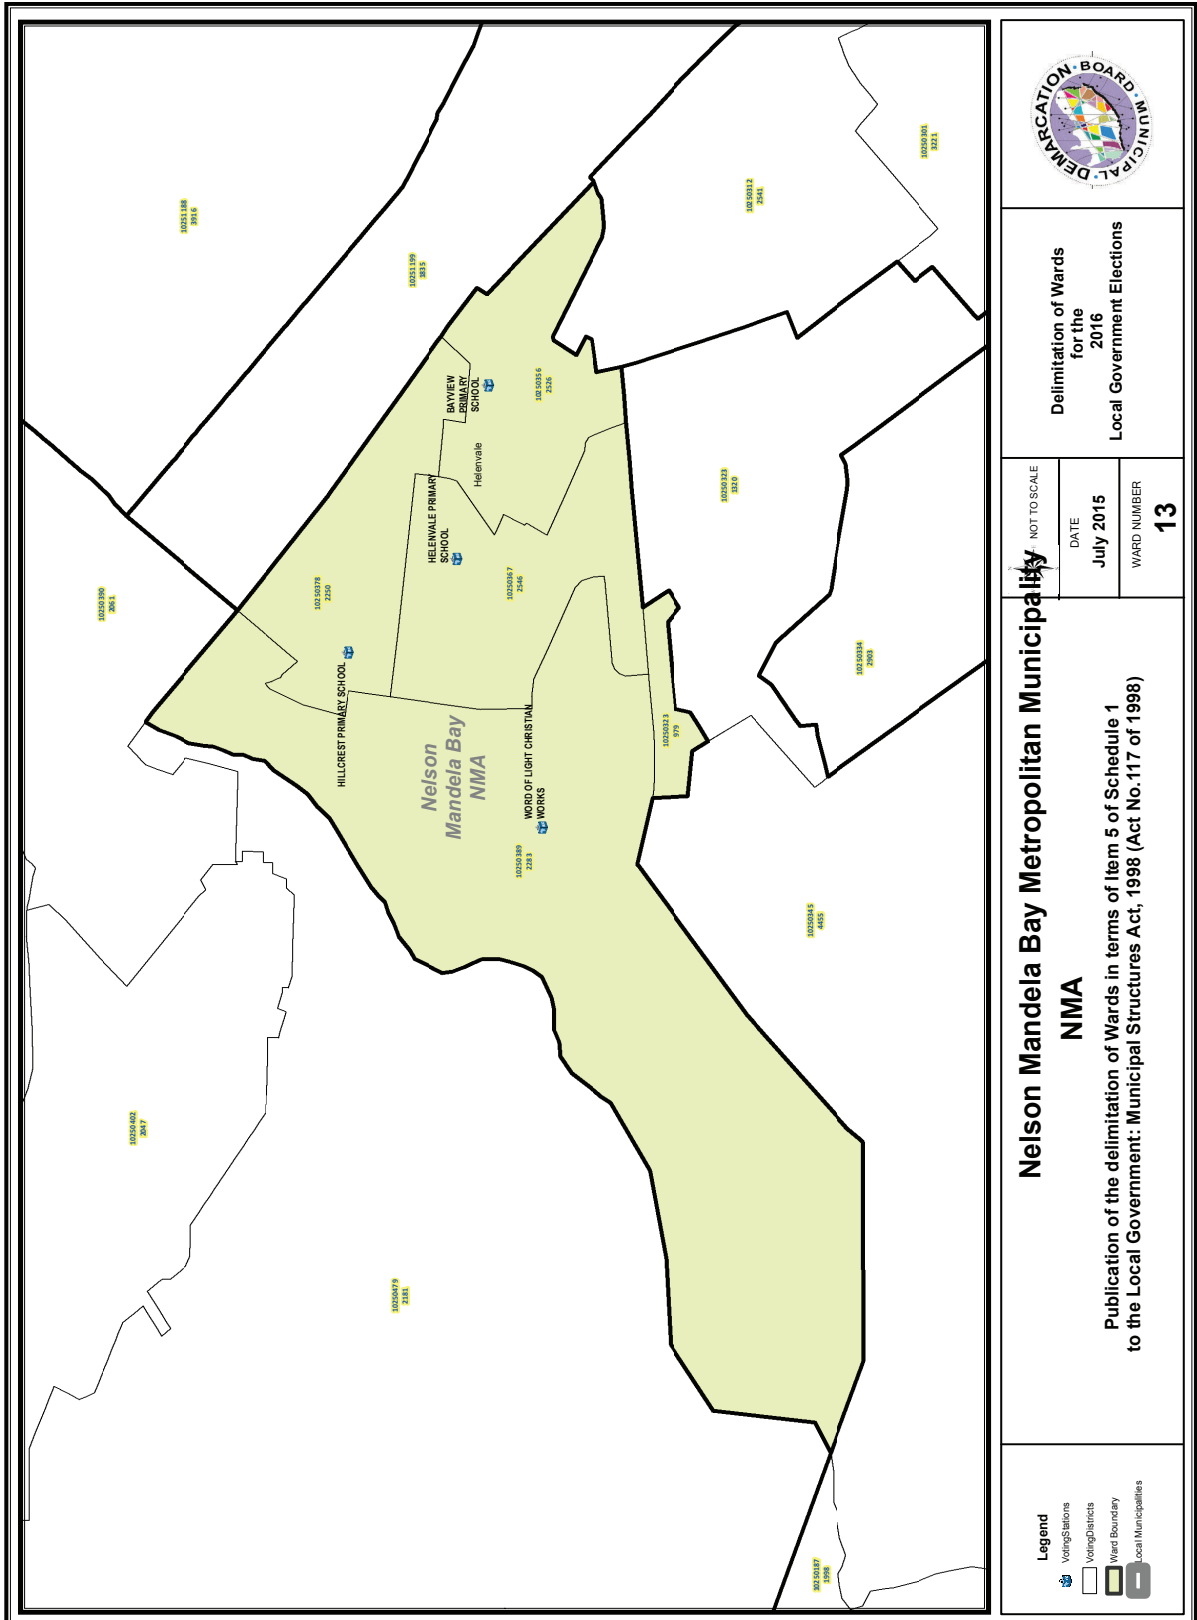 10251188
3916
10251199
1835
10250312
2541
10250301
3221
10250390
2061
10250378
2250
BAYVIEW
PRIMARY
SCHOOL
10250356
2526
Helenvale
HELENVALE PRIMARY
SCHOOL
10250367
2546
10250323
1320
HILLCREST PRIMARY SCHOOL
Nelson
Mandela Bay
NMA
WORD OF LIGHT CHRISTIAN
WORKS
10250389
2283
10250323
979
10250334
2903
10250345
4455
10250402
2047
10250479
2181
10250187
1998
Legend
VotingStations
VotingDistricts
Ward Boundary
Local Municipalities
Nelson Mandela Bay Metropolitan Municipality
NMA
Publication of the delimitation of Wards in terms of Item 5 of Schedule 1
to the Local Government: Municipal Structures Act, 1998 (Act No.117 of 1998)
NOT TO SCALE
DATE
July 2015
WARD NUMBER
13
Delimitation of Wards
for the
2016
Local Government Elections
MUNICIPAL DEMARCATION BOARD